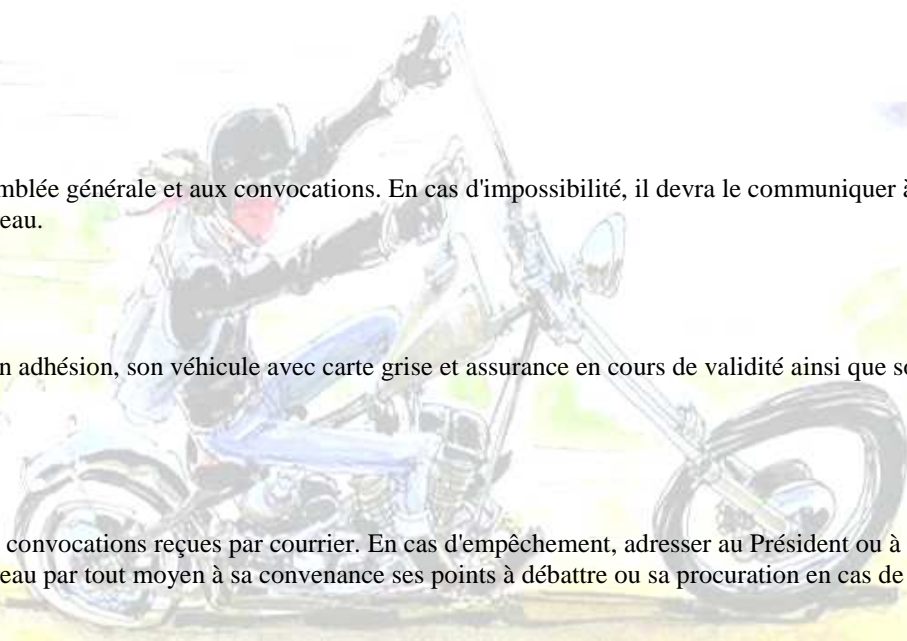 mblée générale et aux convocations. En cas d'impossibilité, il devra le communiquer à
eau.
n adhésion, son véhicule avec carte grise et assurance en cours de validité ainsi que so
convocations reçues par courrier. En cas d'empêchement, adresser au Président ou à
eau par tout moyen à sa convenance ses points à débattre ou sa procuration en cas de